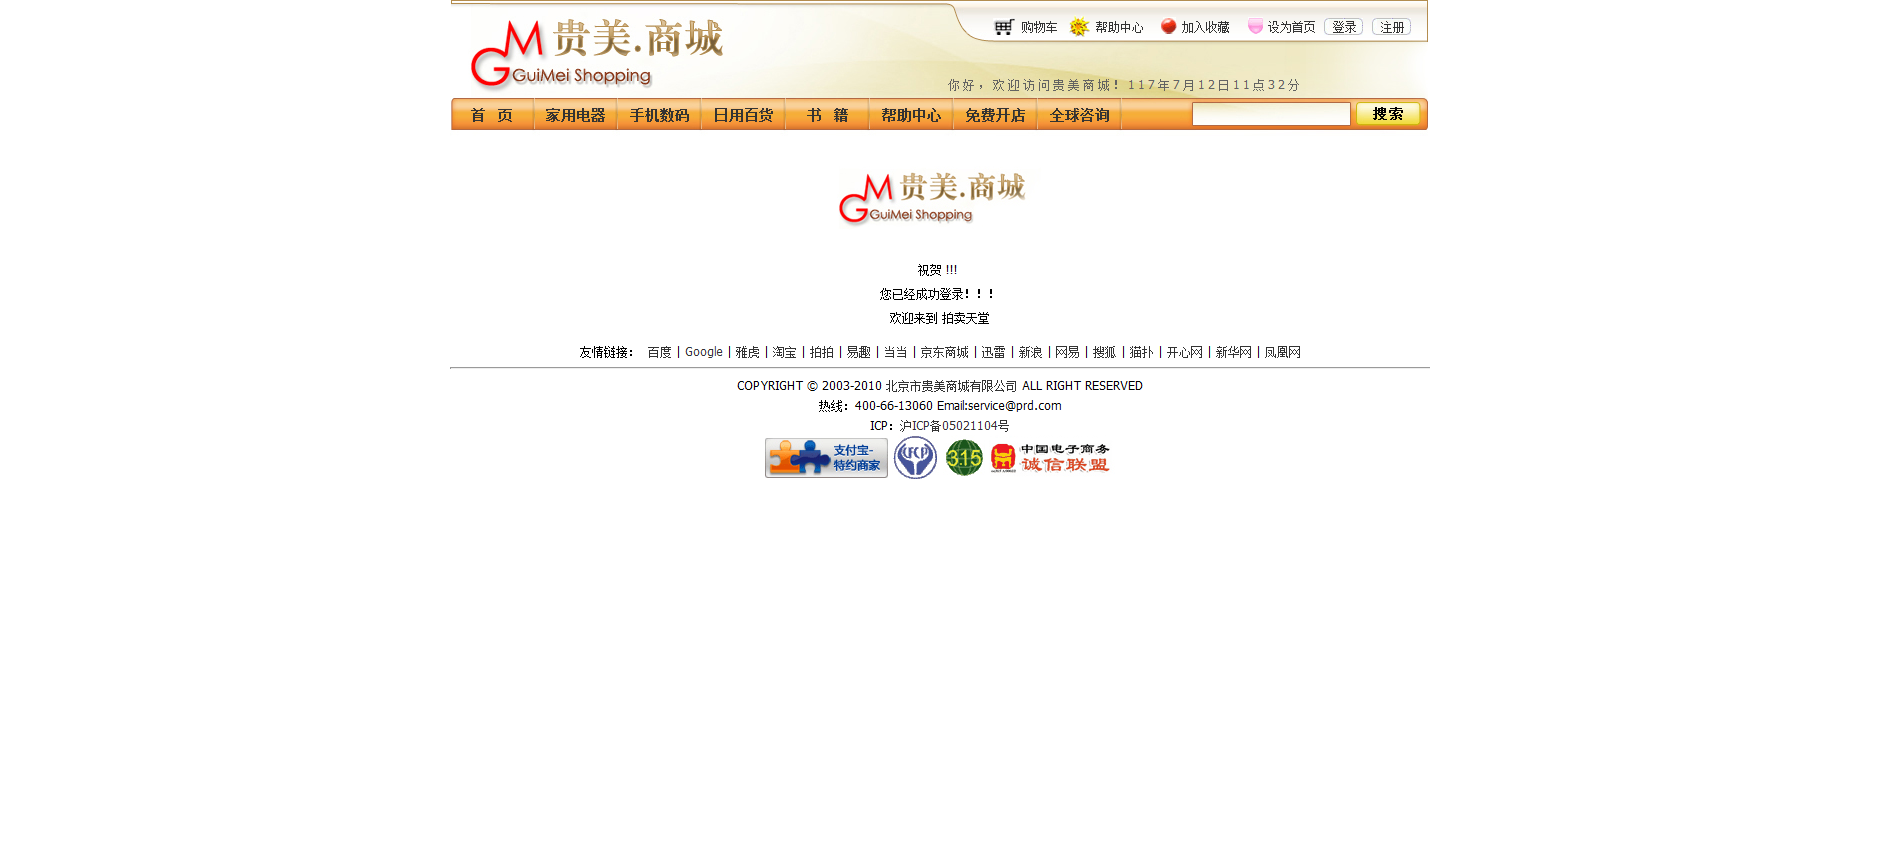 贵美.商城
GuiMei Shopping
购物车 帮助中心 加入收藏 设为首页 登录 注册
你好，欢迎访问贵美商城！117年7月12日11点32分
首 页 家用电器 手机数码 日用百货 书 籍 帮助中心 免费开店 全球咨询 搜索
贵美.商城
GuiMei Shopping
祝贺 !!!
您已经成功登录！！！
欢迎来到 拍卖天堂
友情链接： 百度 | Google | 雅虎 | 淘宝 | 拍拍 | 易趣 | 当当 | 京东商城 | 迅雷 | 新浪 | 网易 | 搜狐 | 猫扑 | 开心网 | 新华网 | 凤凰网
COPYRIGHT © 2003-2010 北京市贵美商城有限公司 ALL RIGHT RESERVED
热线：400-66-13060 Email:service@prd.com
ICP：沪ICP备05021104号
支付宝-
特约商家
315
中国电子商务
诚信联盟